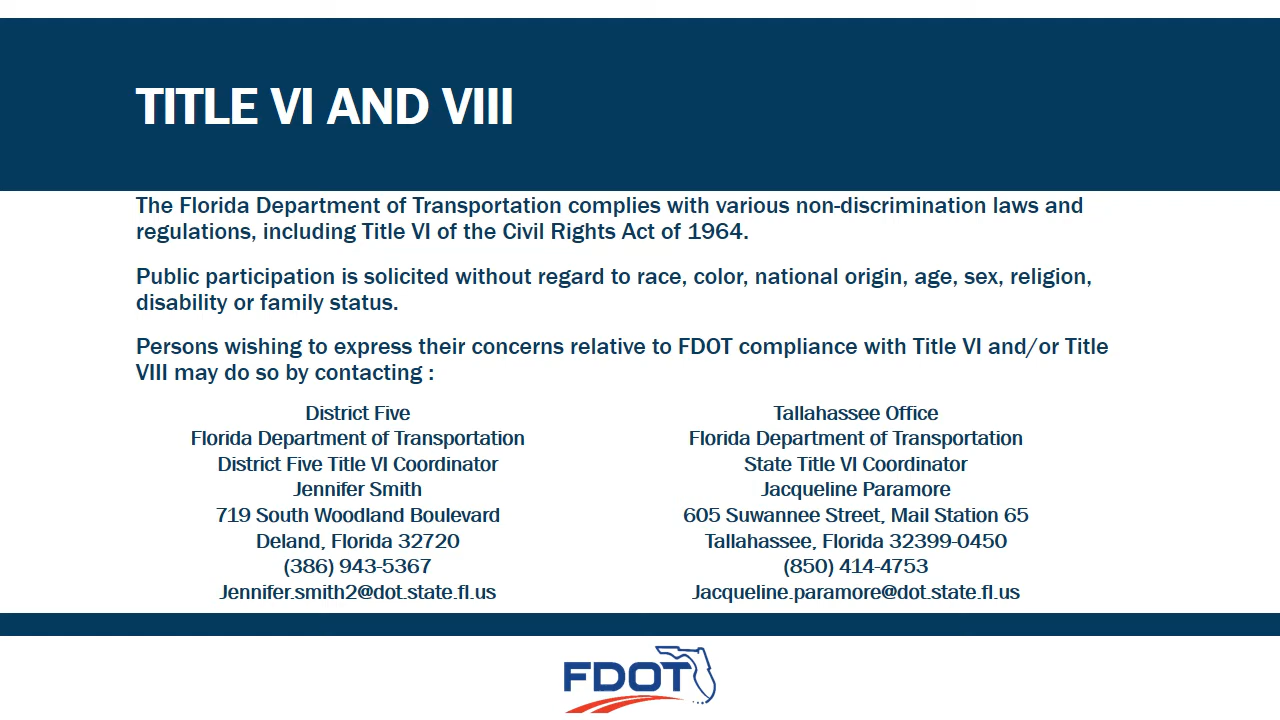 TITLE VI AND VIII
The Florida Department of Transportation complies with various non-discrimination laws and
regulations, including Title VI of the Civil Rights Act of 1964.
Public participation is solicited without regard to race, color, national origin, age, sex, religion,
disability or family status.
Persons wishing to express their concerns relative to FDOT compliance with Title VI and/or Title
VIII may do so by contacting :
District Five
Florida Department of Transportation
District Five Title VI Coordinator
Jennifer Smith
719 South Woodland Boulevard
Deland, Florida 32720
(386) 943-5367
Jennifer.smith2@dot.state.fl.us
Tallahassee Office
Florida Department of Transportation
State Title VI Coordinator
Jacqueline Paramore
605 Suwannee Street, Mail Station 65
Tallahassee, Florida 32399-0450
(850) 414-4753
Jacqueline.paramore@dot.state.fl.us
FDOT